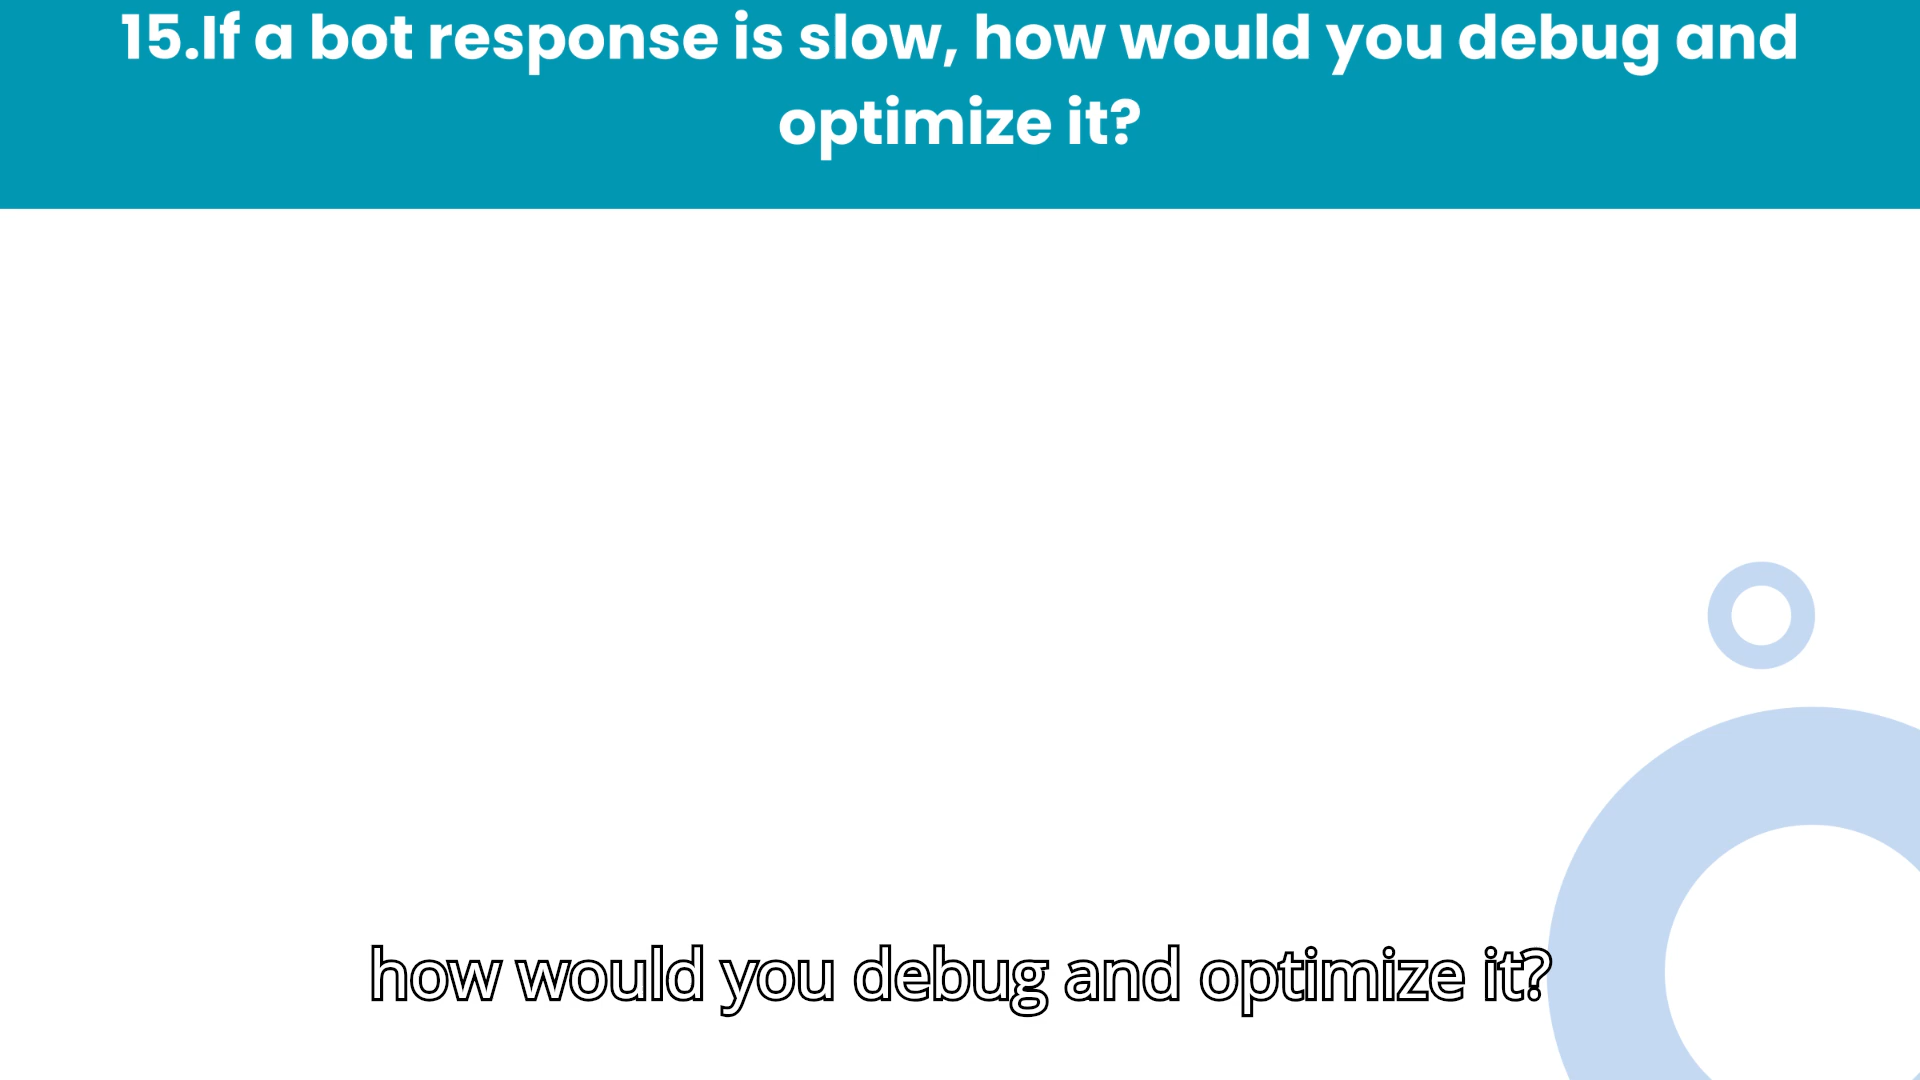 15.If a bot response is slow, how would you debug and
optimize it?
how would you debug and optimize it?